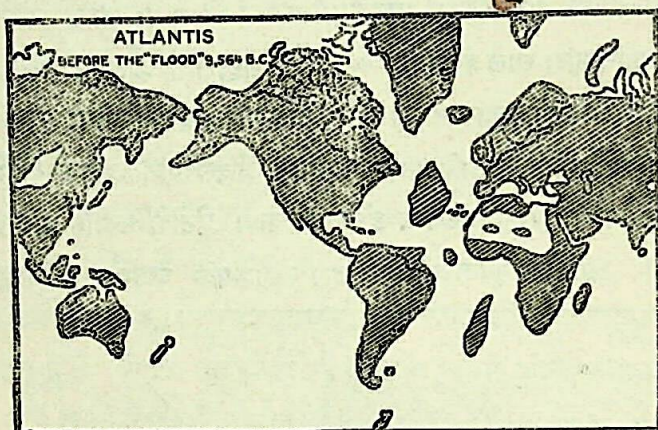 ATLANTIS
BEFORE THE "FLOOD" 9,564 B.C.